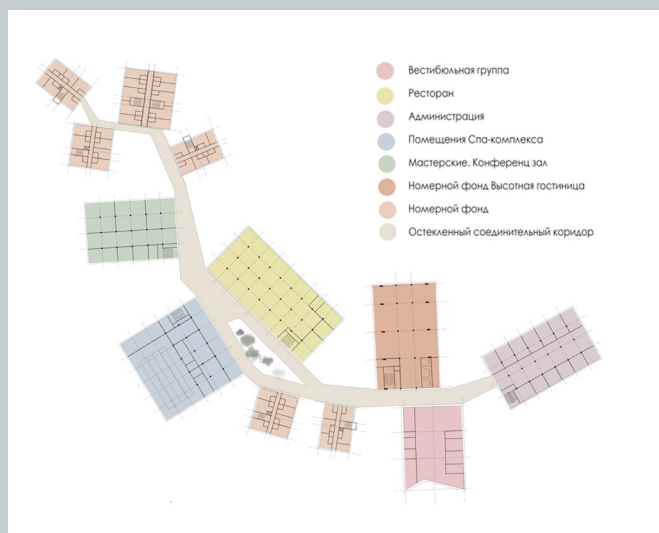 Вестибюльная группа
Ресторан
Администрация
Помещения Спа-комплекса
Мастерские. Конференц зал
Номерной фонд Высотная гостиница
Номерной фонд
Остекленный соединительный коридор